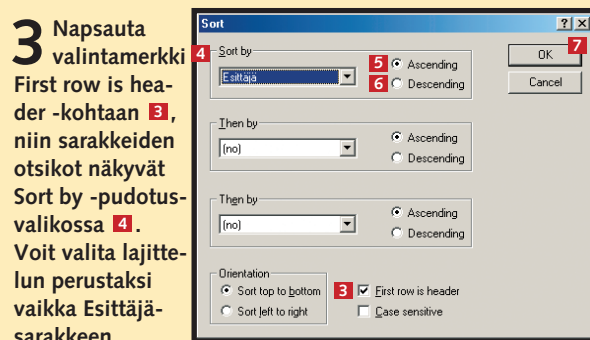 3 Napsauta
valintamerkki
First row is hea-
der -kohtaan 3,
niin sarakkeiden
otsikot näkyvät
Sort by -pudotus-
valikossa 4.
Voit valita lajitte-
lun perustaksi
vaikka Esittäjä-
sarakkeen
Sort
4 Sort by
Esittäjä
5 Ascending
6 Descending
OK 7
Cancel
Then by
(no)
Ascending
Descending
Then by
(no)
Ascending
Descending
Orientation
Sort top to bottom
Sort left to right
3 First row is header
Case sensitive